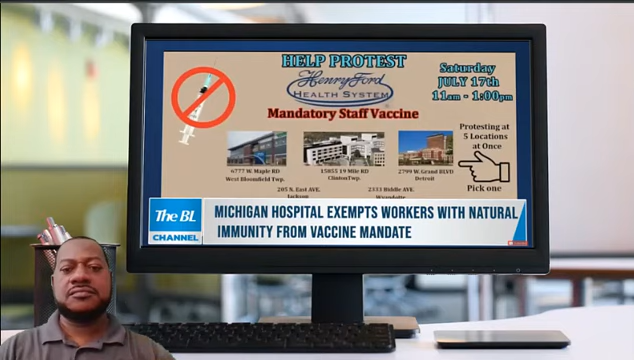 HELP PROTEST
Saturday
JULY 17th
11am - 1:00pm
Henry Ford
HEALTH SYSTEM
Mandatory Staff Vaccine
Protesting at
5 Locations
at Once
Pick one
6777 W. Maple RD
West Bloomfield Twp.
15855 19 Mile RD
ClintonTwp.
2799 W. Grand BLVD
Detroit
205 N. East AVE.
Jackson
2333 Biddle AVE.
Wyandotte
The BL
CHANNEL
MICHIGAN HOSPITAL EXEMPTS WORKERS WITH NATURAL
IMMUNITY FROM VACCINE MANDATE